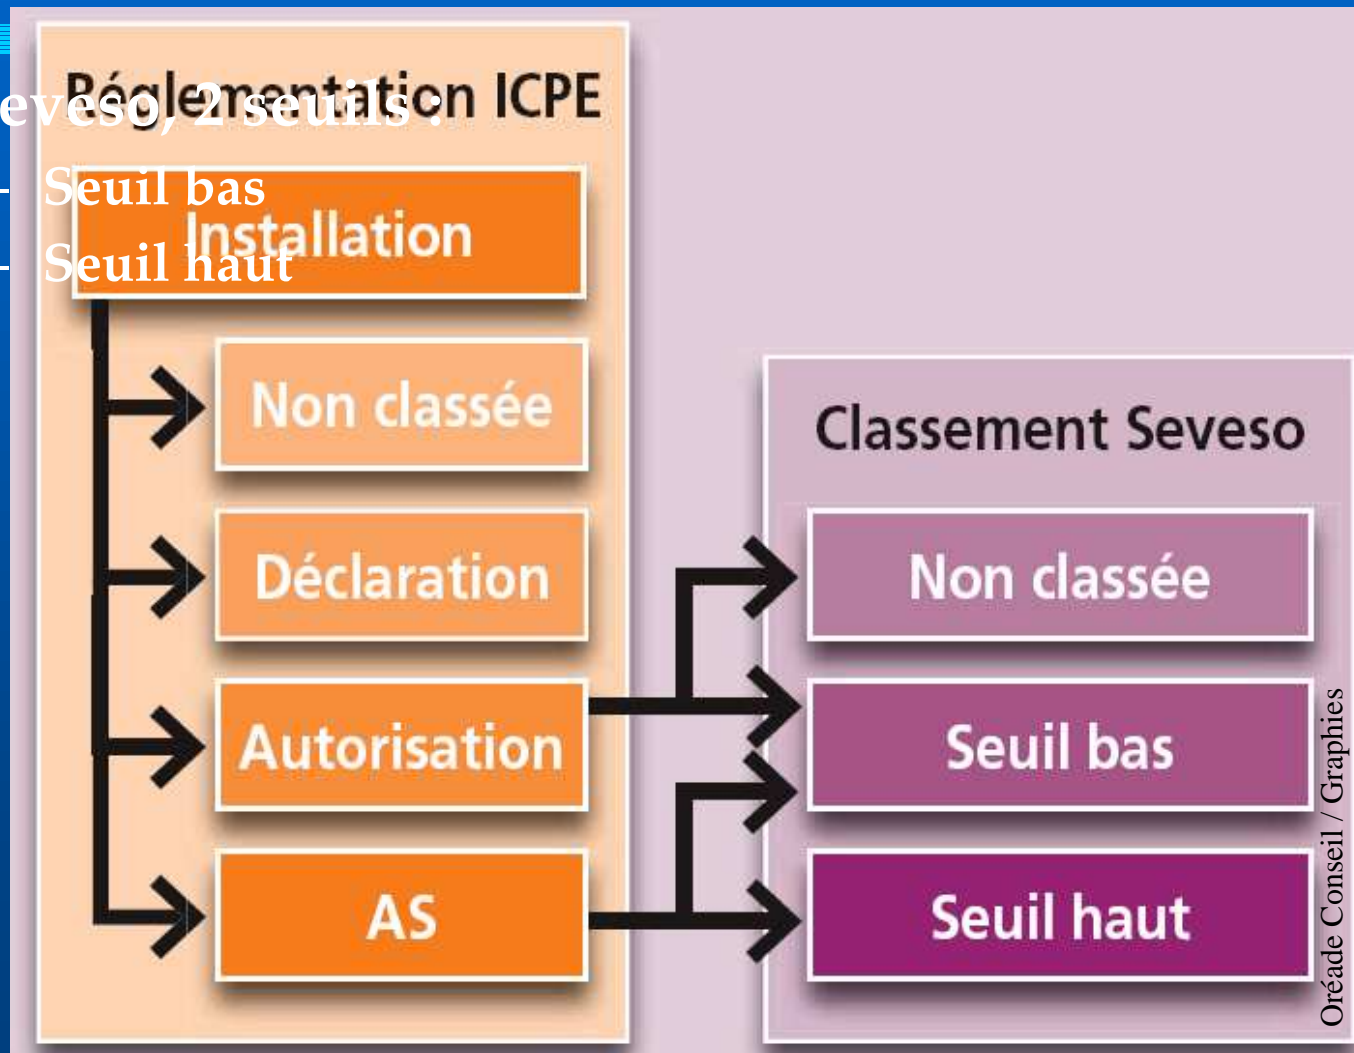 Réglementation ICPE
eveso, 2 seuils :
- Seuil bas
- Seuil haut
Installation
Non classée
Déclaration
Autorisation
AS
Classement Seveso
Non classée
Seuil bas
Seuil haut
Oréade Conseil / Graphies